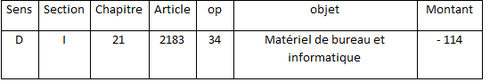 Sens Section Chapitre Article op objet Montant
D I 21 2183 34 Matériel de bureau et informatique - 114